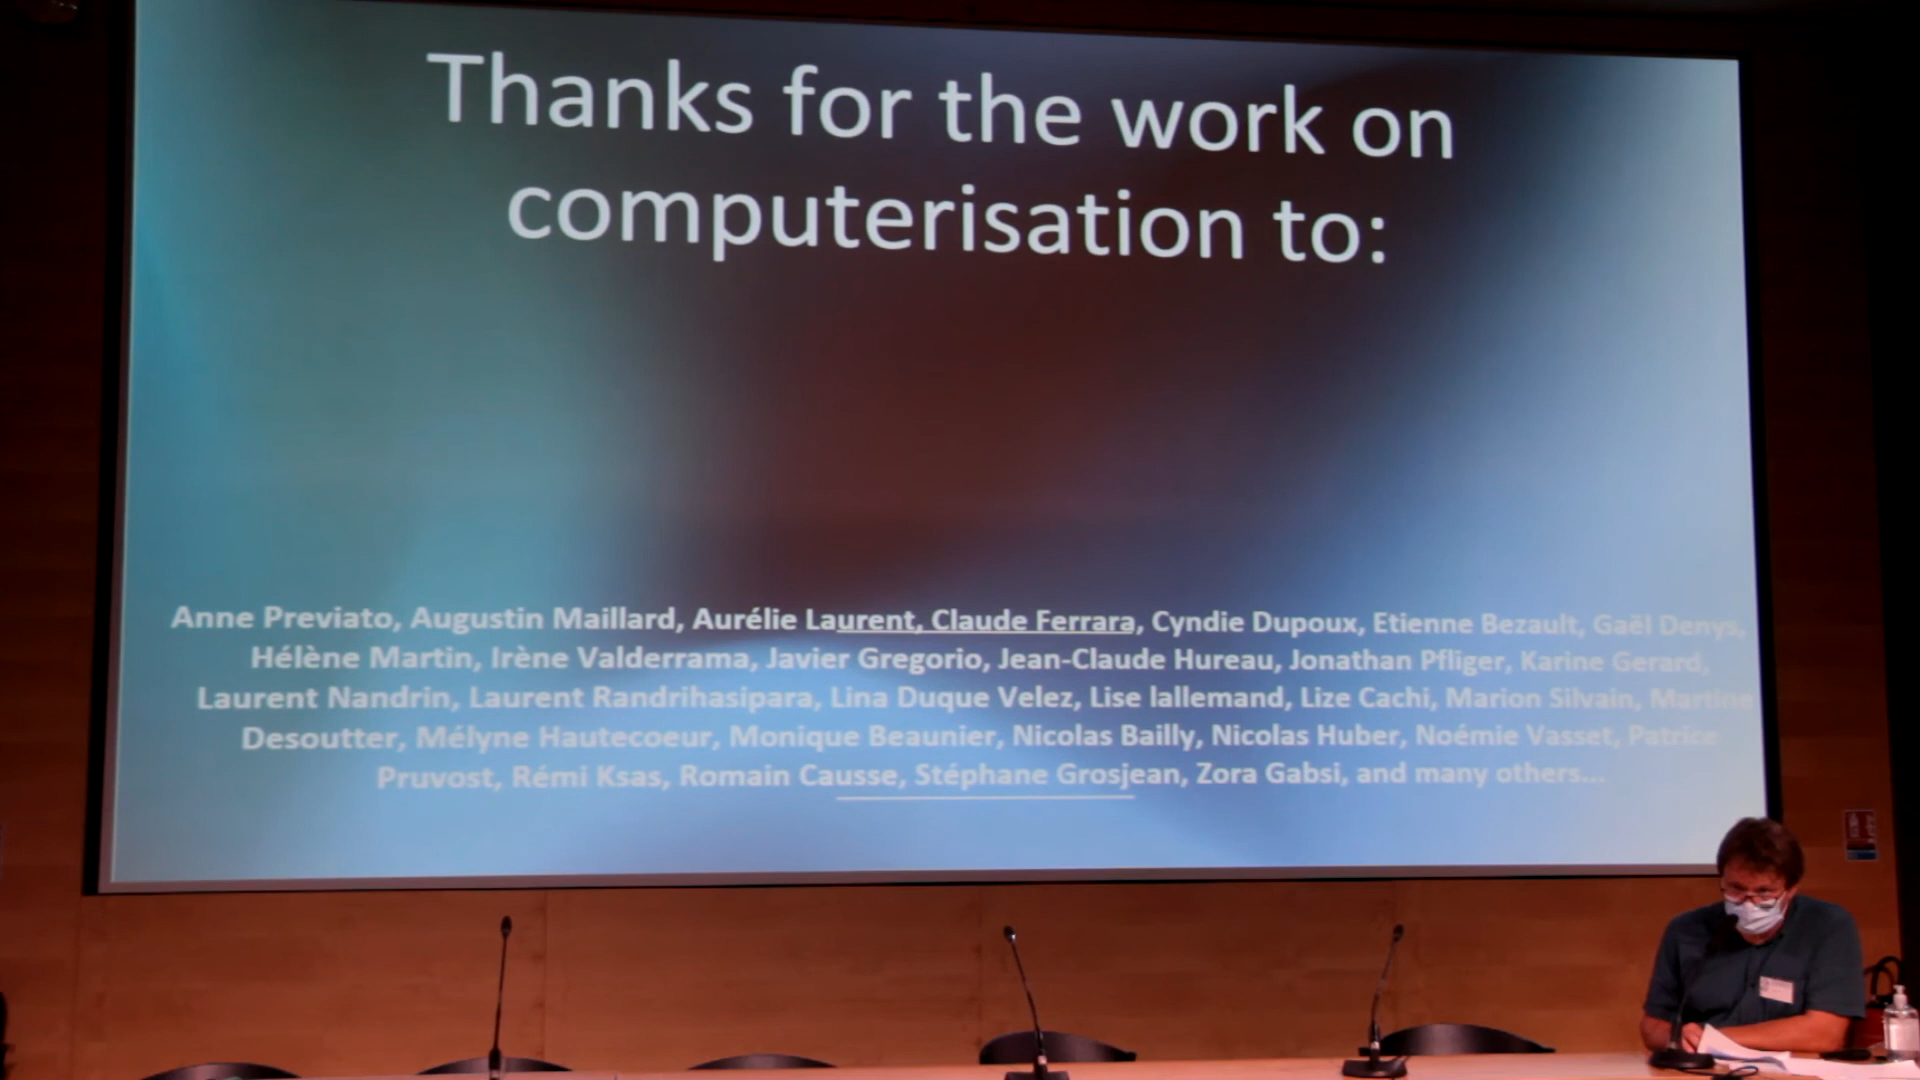 Thanks for the work on
computerisation to:
Anne Previato, Augustin Maillard, Aurélie Laurent, Claude Ferrara, Cyndie Dupoux, Etienne Bezault, Gaël Denys,
Hélène Martin, Irène Valderrama, Javier Gregorio, Jean-Claude Hureau, Jonathan Pfliger, Karine Gerard,
Laurent Nandrin, Laurent Randrihasipara, Lina Duque Velez, Lise lallemand, Lize Cachi, Marion Silvain, Martine
Desoutter, Mélyne Hautecoeur, Monique Beaunier, Nicolas Bailly, Nicolas Huber, Noémie Vasset, Patrice
Pruvost, Rémi Ksas, Romain Causse, Stéphane Grosjean, Zora Gabsi, and many others...